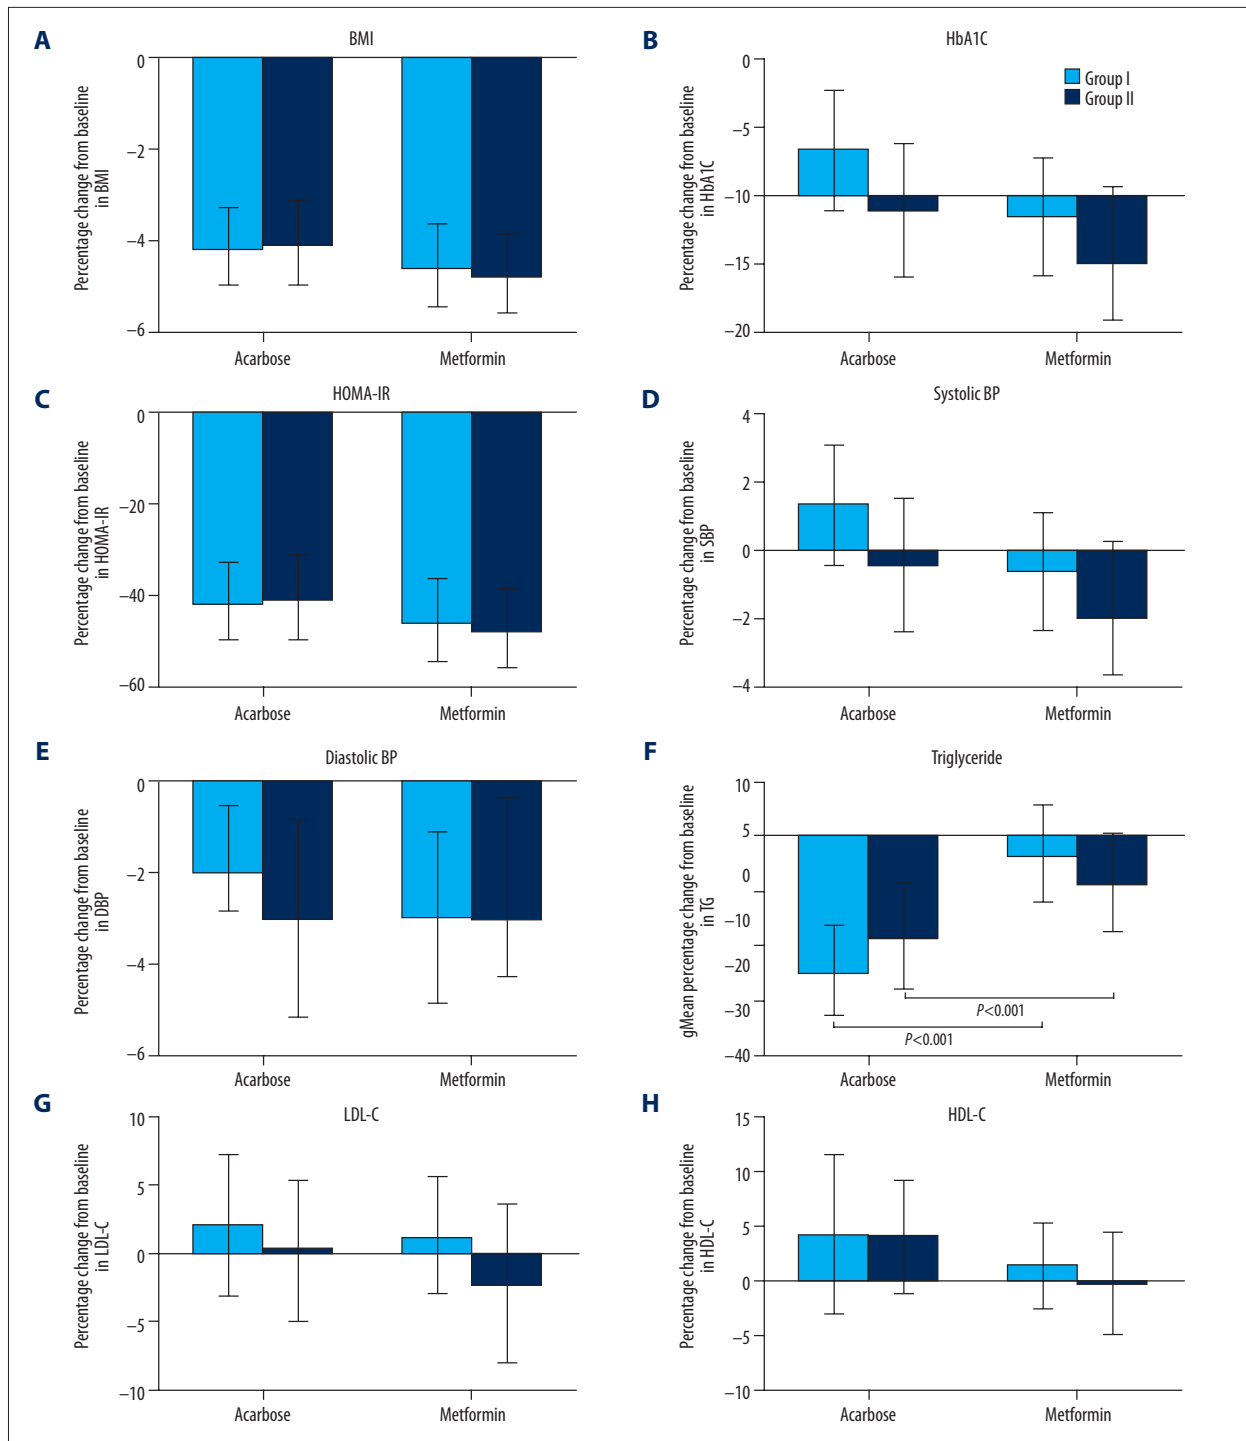 A
BMI
Percentage change from baseline
in BMI
0
−2
−4
−6
Acarbose
Metformin
B
HbA1C
Percentage change from baseline
in HbA1C
0
−5
−10
−15
−20
Group I
Group II
Acarbose
Metformin
C
HOMA-IR
Percentage change from baseline
in HOMA-IR
0
−20
−40
−60
Acarbose
Metformin
D
Systolic BP
Percentage change from baseline
in SBP
4
2
0
−2
−4
Acarbose
Metformin
E
Diastolic BP
Percentage change from baseline
in DBP
0
−2
−4
−6
Acarbose
Metformin
F
Triglyceride
gMean percentage change from baseline
in TG
10
5
0
−10
−20
−30
−40
P<0.001
P<0.001
Acarbose
Metformin
G
LDL-C
Percentage change from baseline
in LDL-C
10
5
0
−5
−10
Acarbose
Metformin
H
HDL-C
Percentage change from baseline
in HDL-C
15
10
5
0
−5
−10
Acarbose
Metformin